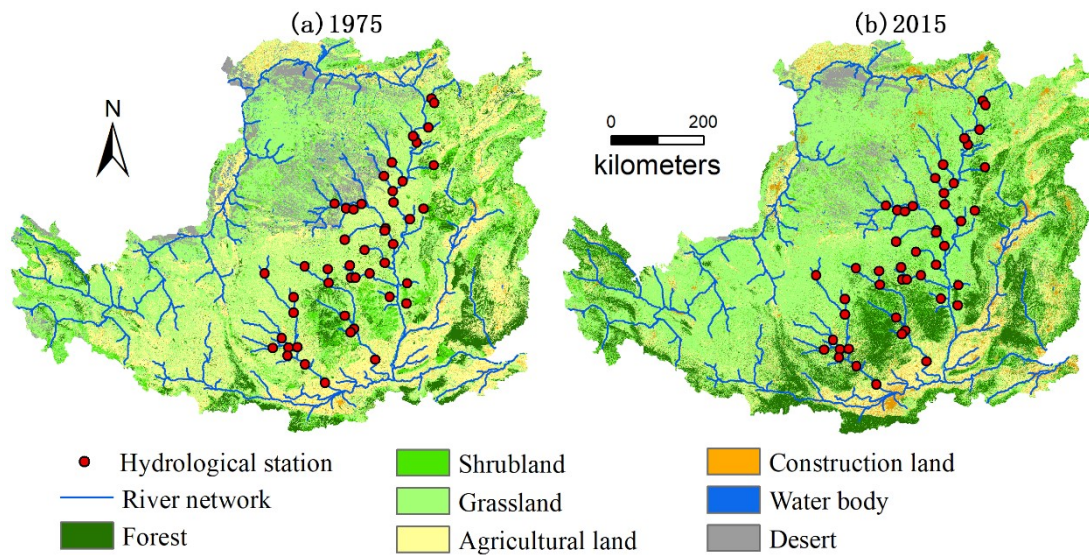 (a) 1975
(b) 2015
N
0 200
kilometers
Hydrological station
River network
Forest
Shrubland
Grassland
Agricultural land
Construction land
Water body
Desert